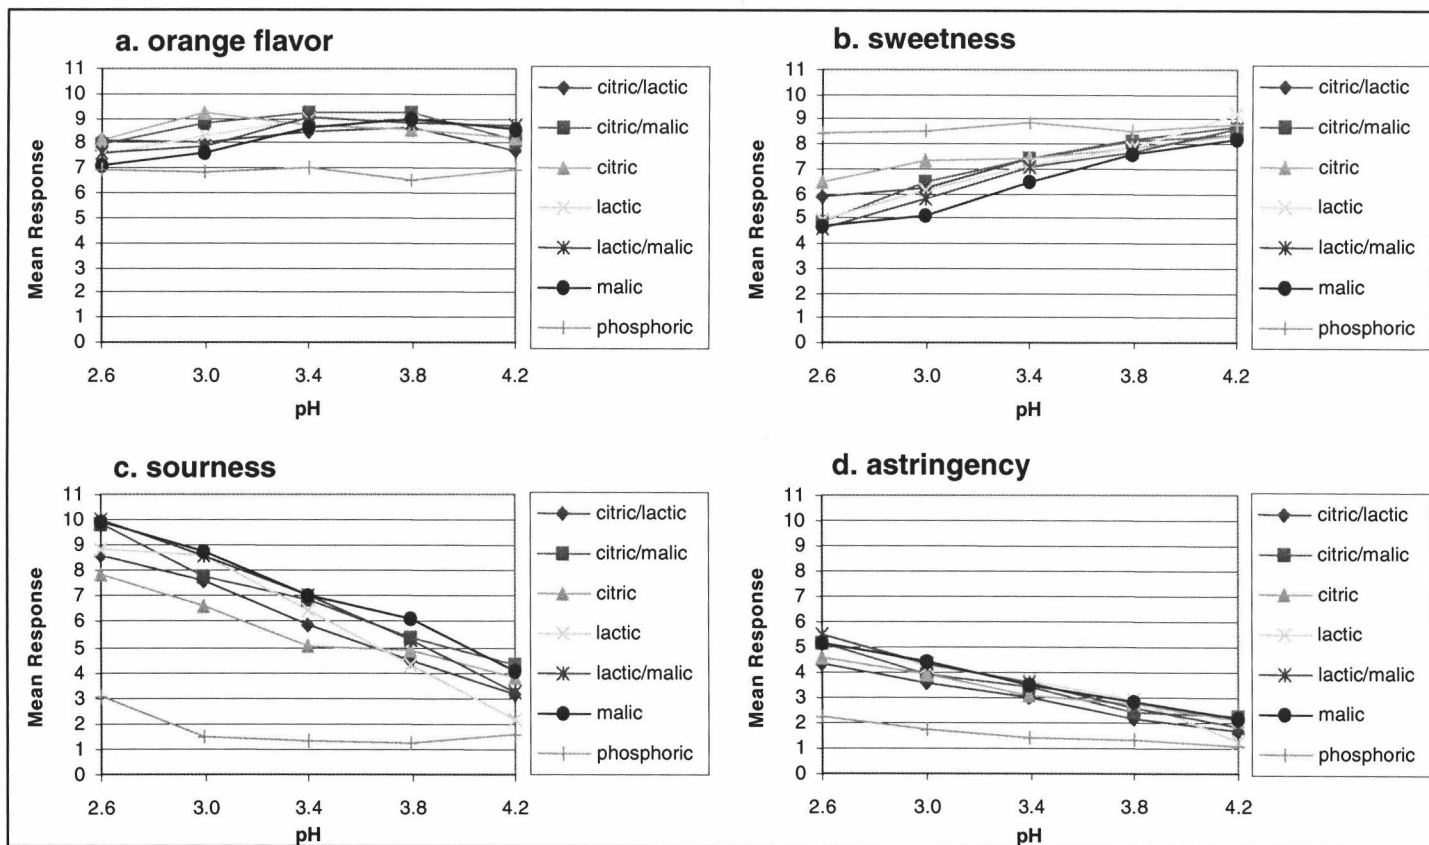 a. orange flavor
Mean Response
11
10
9
8
7
6
5
4
3
2
1
0
2.6 3.0 3.4 3.8 4.2
pH
citric/lactic
citric/malic
citric
lactic
lactic/malic
malic
phosphoric
b. sweetness
Mean Response
11
10
9
8
7
6
5
4
3
2
1
0
2.6 3.0 3.4 3.8 4.2
pH
citric/lactic
citric/malic
citric
lactic
lactic/malic
malic
phosphoric
c. sourness
Mean Response
11
10
9
8
7
6
5
4
3
2
1
0
2.6 3.0 3.4 3.8 4.2
pH
citric/lactic
citric/malic
citric
lactic
lactic/malic
malic
phosphoric
d. astringency
Mean Response
11
10
9
8
7
6
5
4
3
2
1
0
2.6 3.0 3.4 3.8 4.2
pH
citric/lactic
citric/malic
citric
lactic
lactic/malic
malic
phosphoric